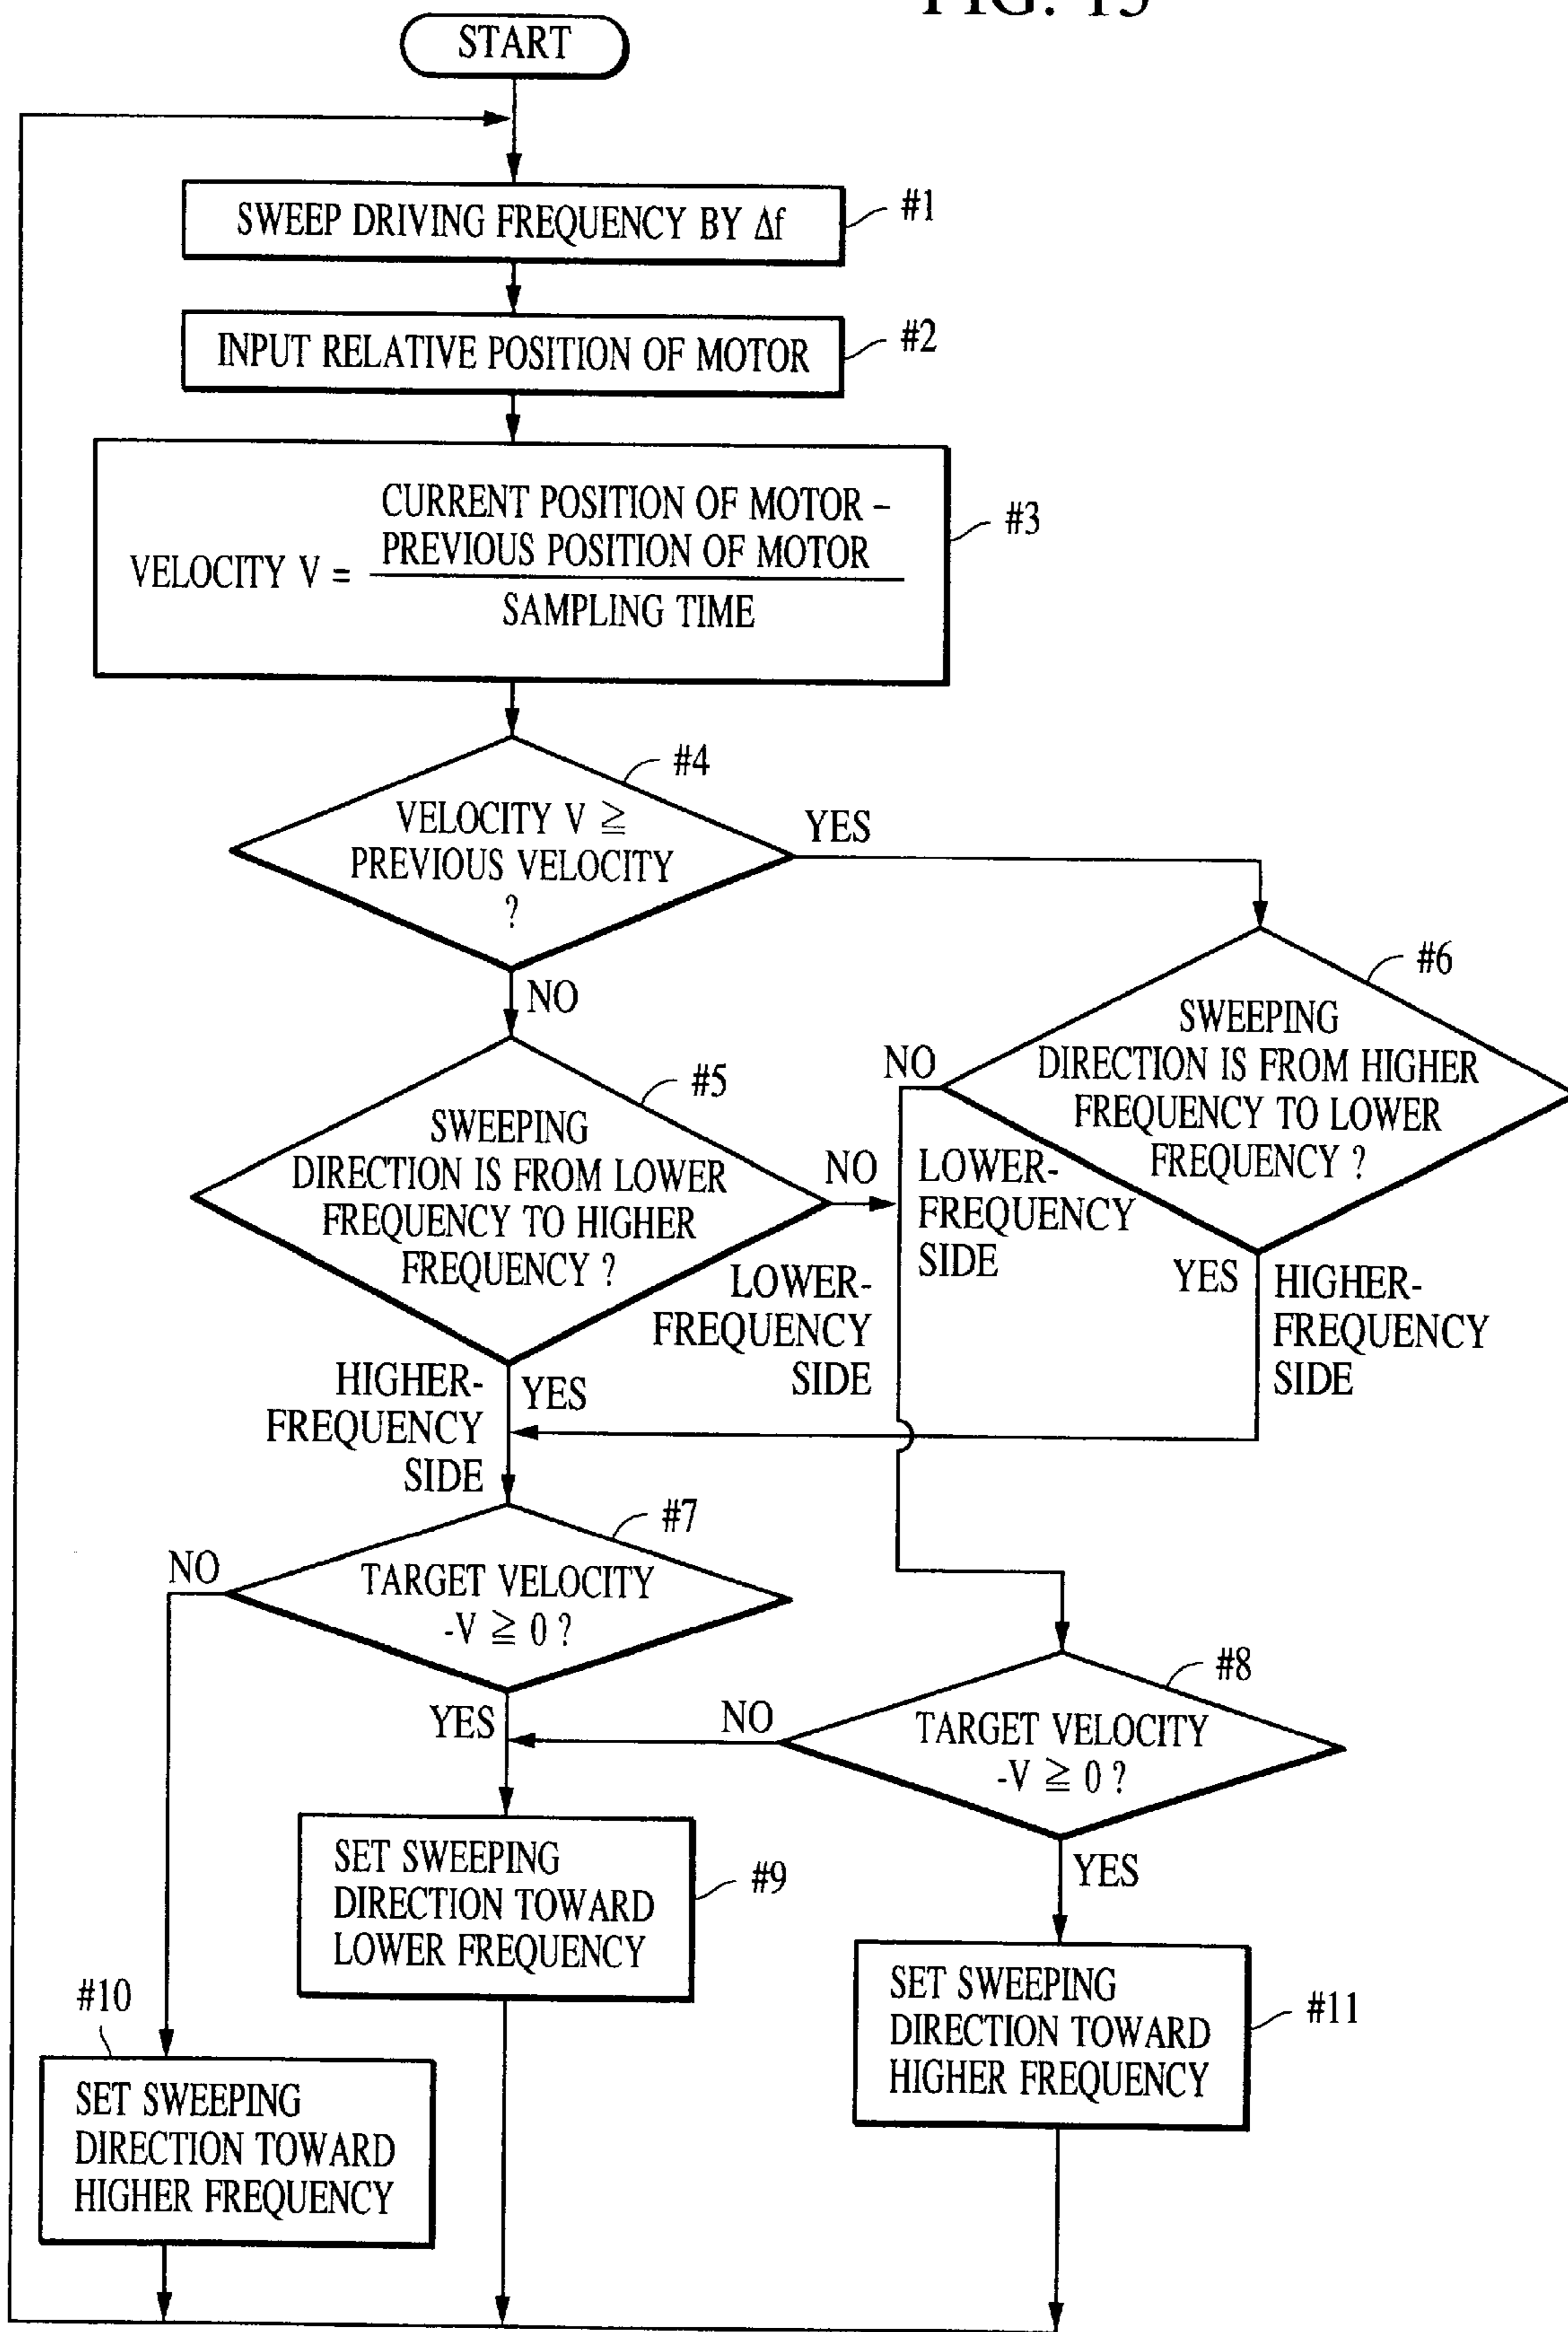 FIG. 15
START
SWEEP DRIVING FREQUENCY BY Δf
#1
INPUT RELATIVE POSITION OF MOTOR
#2
VELOCITY V =
CURRENT POSITION OF MOTOR –
PREVIOUS POSITION OF MOTOR
SAMPLING TIME
#3
#4
VELOCITY V ≧
PREVIOUS VELOCITY
?
YES
NO
#6
SWEEPING
DIRECTION IS FROM HIGHER
FREQUENCY TO LOWER
FREQUENCY ?
NO
LOWER-
FREQUENCY
SIDE
YES
HIGHER-
FREQUENCY
SIDE
#5
SWEEPING
DIRECTION IS FROM LOWER
FREQUENCY TO HIGHER
FREQUENCY ?
NO
LOWER-
FREQUENCY
SIDE
HIGHER-
FREQUENCY
SIDE
YES
#7
TARGET VELOCITY
-V ≧ 0 ?
NO
YES
#8
TARGET VELOCITY
-V ≧ 0 ?
NO
YES
SET SWEEPING
DIRECTION TOWARD
LOWER FREQUENCY
#9
#10
SET SWEEPING
DIRECTION TOWARD
HIGHER FREQUENCY
SET SWEEPING
DIRECTION TOWARD
HIGHER FREQUENCY
#11